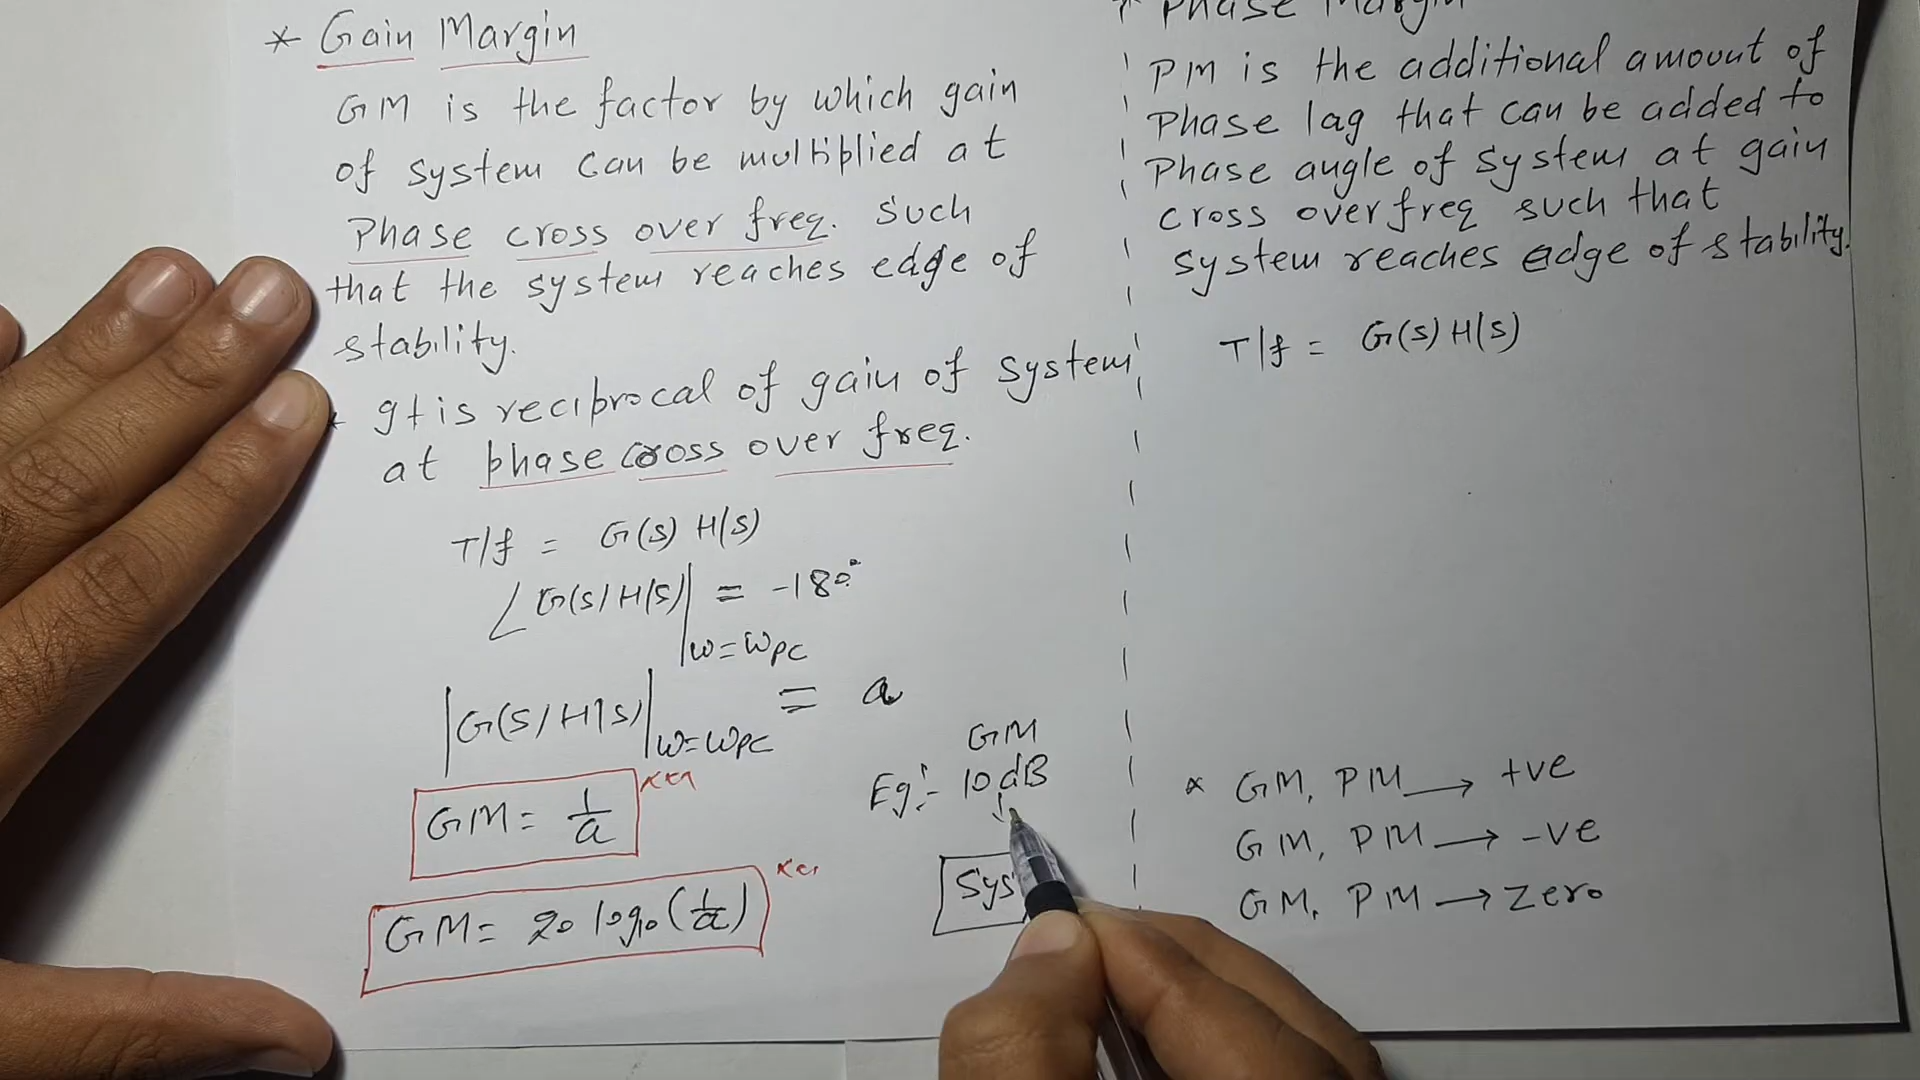 * Gain Margin
GM is the factor by which gain
of system can be multiplied at
Phase cross over freq. Such
that the system reaches edge of
stability.
* It is reciprocal of gain of system
at phase cross over freq.
T/f = G(s) H(s)
∠G(s)H(s)|ω=ωPC = -180°
|G(s)H(s)|ω=ωPC = a
GM = 1/a
GM = 20 log10 (1/a)
GM
Eg:- 10dB
Sys
* Phase Margin
PM is the additional amount of
Phase lag that can be added to
Phase angle of system at gain
cross over freq such that
system reaches edge of stability.
T/f = G(s) H(s)
* GM, PM → +ve
GM, PM → -ve
GM, PM → Zero